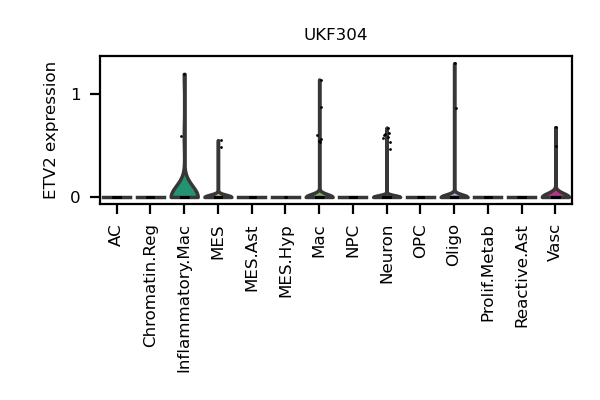 UKF304
ETV2 expression
1
0
AC
Chromatin.Reg
Inflammatory.Mac
MES
MES.Ast
MES.Hyp
Mac
NPC
Neuron
OPC
Oligo
Prolif.Metab
Reactive.Ast
Vasc